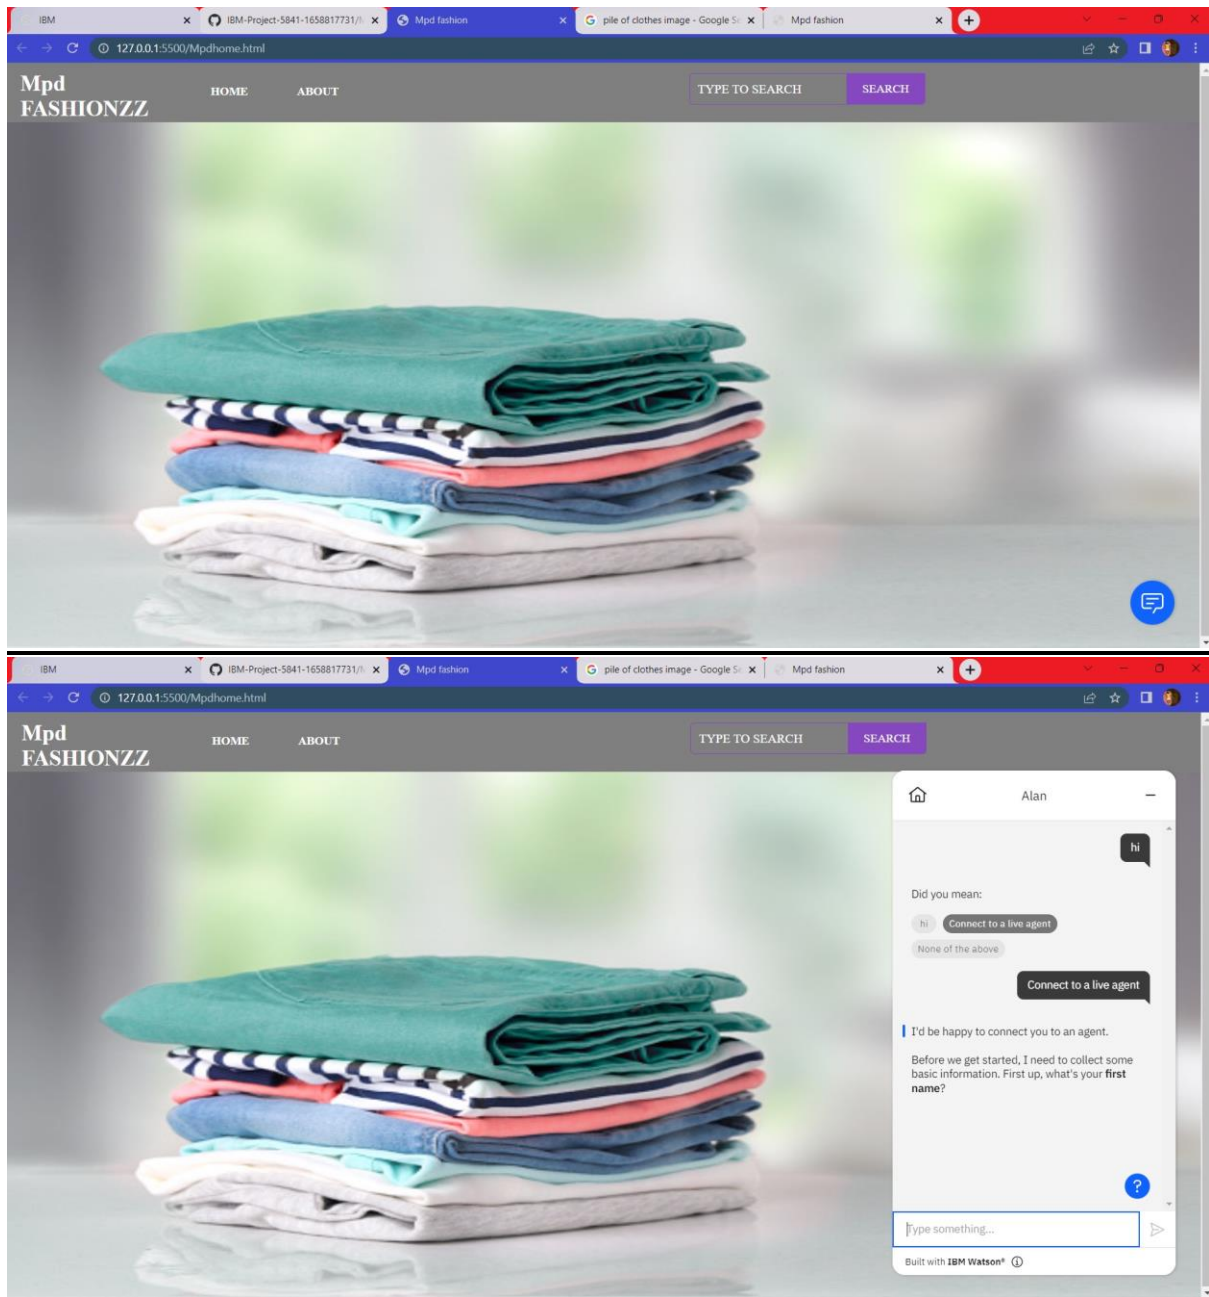 IBM
IBM-Project-5841-1658817731/
Mpd fashion
pile of clothes image - Google S
Mpd fashion
127.0.0.1:5500/Mpdhome.html
Mpd
FASHIONZZ
HOME
ABOUT
TYPE TO SEARCH
SEARCH
IBM
IBM-Project-5841-1658817731/
Mpd fashion
pile of clothes image - Google S
Mpd fashion
127.0.0.1:5500/Mpdhome.html
Mpd
FASHIONZZ
HOME
ABOUT
TYPE TO SEARCH
SEARCH
Alan
hi
Did you mean:
hi
Connect to a live agent
None of the above
Connect to a live agent
I'd be happy to connect you to an agent.
Before we get started, I need to collect some
basic information. First up, what's your first
name?
?
Type something...
Built with IBM Watson®